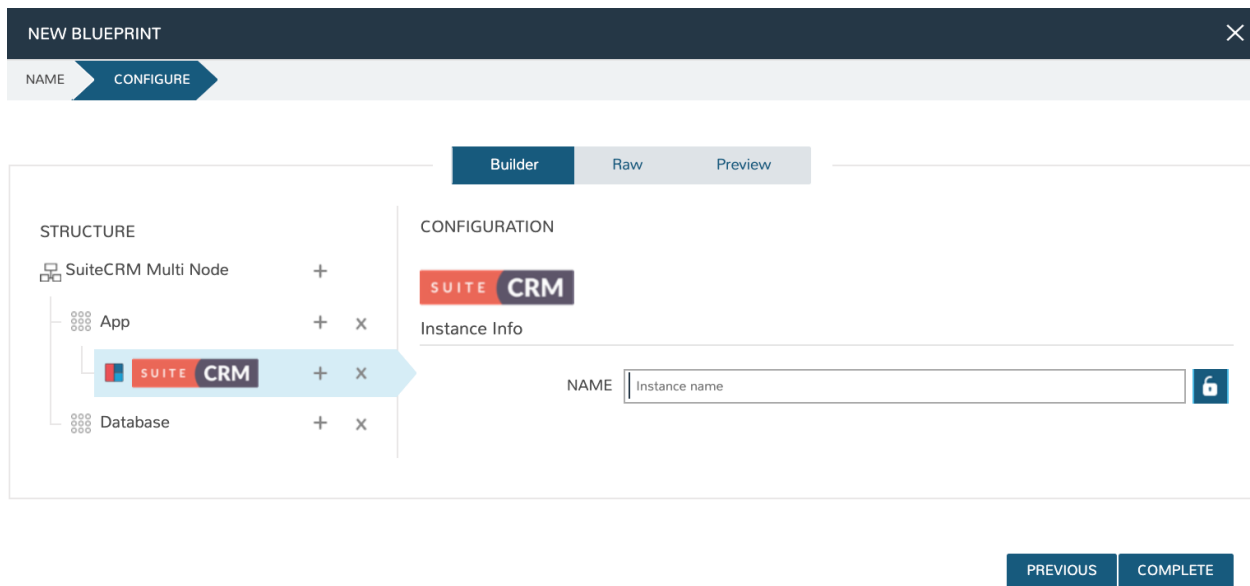 NEW BLUEPRINT
NAME
CONFIGURE
Builder
Raw
Preview
STRUCTURE
SuiteCRM Multi Node
App
SUITE CRM
Database
CONFIGURATION
SUITE CRM
Instance Info
NAME
Instance name
PREVIOUS
COMPLETE